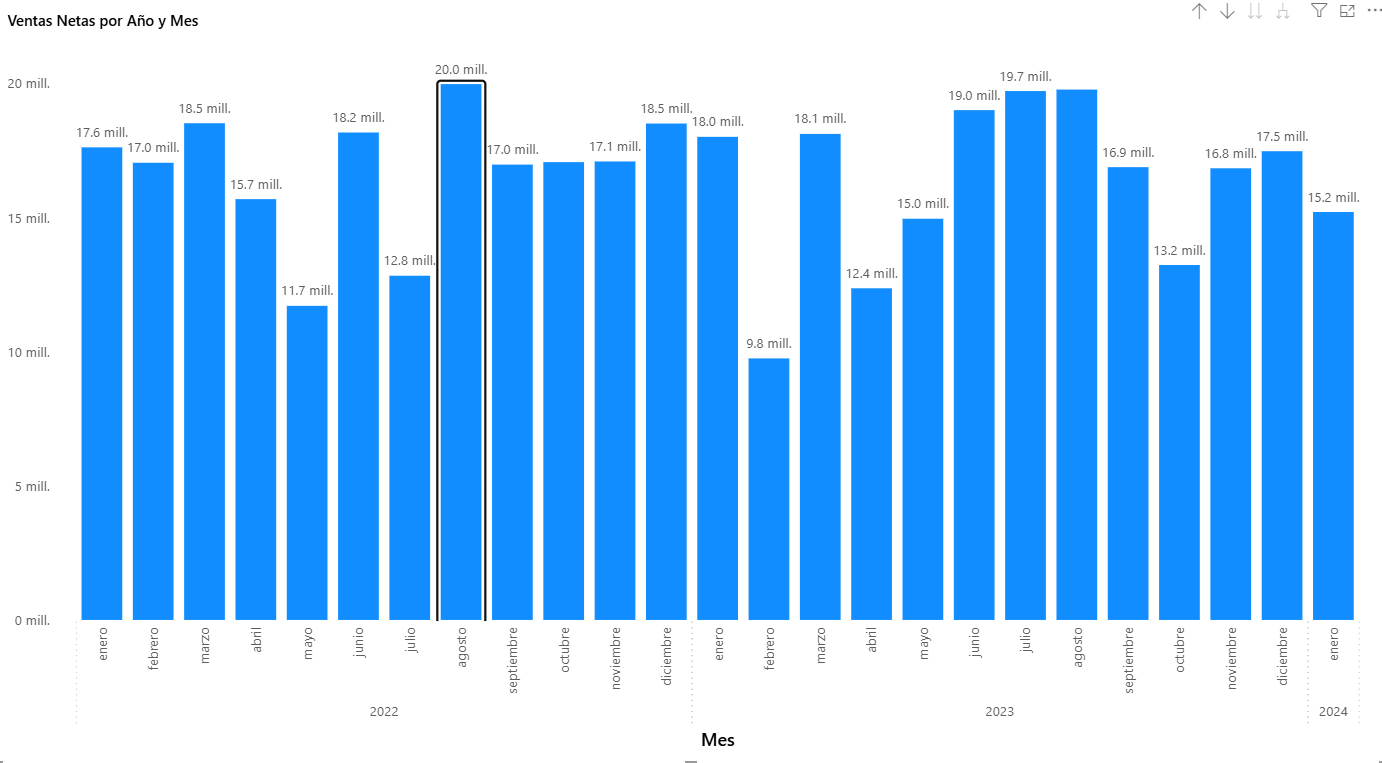 Ventas Netas por Año y Mes
20 mill.
15 mill.
10 mill.
5 mill.
0 mill.
17.6 mill.
17.0 mill.
18.5 mill.
15.7 mill.
11.7 mill.
18.2 mill.
12.8 mill.
20.0 mill.
17.0 mill.
17.1 mill.
18.5 mill.
18.0 mill.
9.8 mill.
18.1 mill.
12.4 mill.
15.0 mill.
19.0 mill.
19.7 mill.
16.9 mill.
13.2 mill.
16.8 mill.
17.5 mill.
15.2 mill.
enero
febrero
marzo
abril
mayo
junio
julio
agosto
septiembre
octubre
noviembre
diciembre
enero
febrero
marzo
abril
mayo
junio
julio
agosto
septiembre
octubre
noviembre
diciembre
enero
2022
2023
2024
Mes